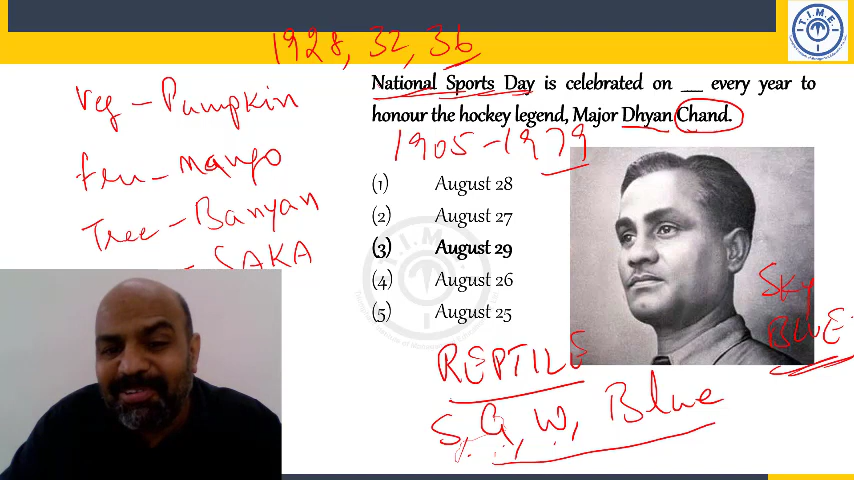 T.I.M.E.
1928, 32, 36
National Sports Day is celebrated on ___ every year to
honour the hockey legend, Major Dhyan Chand.
1905-1979
Veg - Pumpkin
Fru - Mango
Tree - Banyan
- SAKA
(1) August 28
(2) August 27
(3) August 29
(4) August 26
(5) August 25
Sky
BLUE
REPTILE
S, G, W, Blue